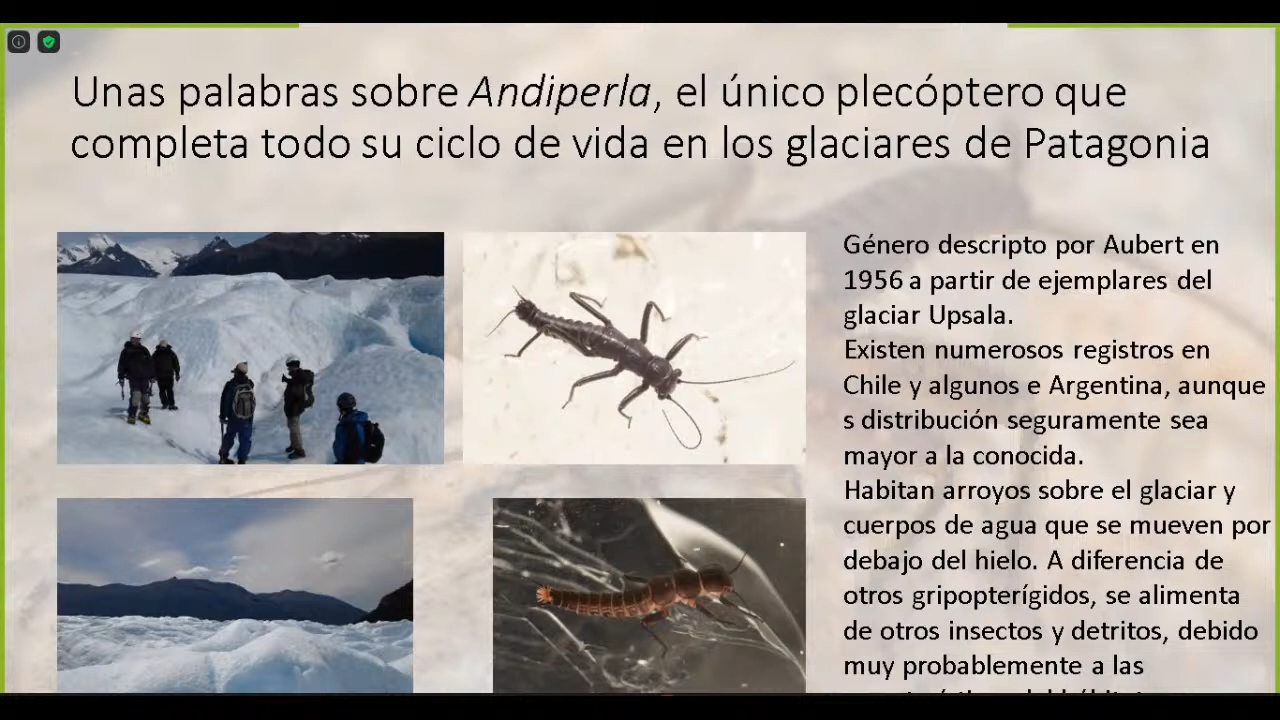 Unas palabras sobre Andiperla, el único plecóptero que
completa todo su ciclo de vida en los glaciares de Patagonia
Género descripto por Aubert en
1956 a partir de ejemplares del
glaciar Upsala.
Existen numerosos registros en
Chile y algunos e Argentina, aunque
s distribución seguramente sea
mayor a la conocida.
Habitan arroyos sobre el glaciar y
cuerpos de agua que se mueven por
debajo del hielo. A diferencia de
otros gripopterígidos, se alimenta
de otros insectos y detritos, debido
muy probablemente a las